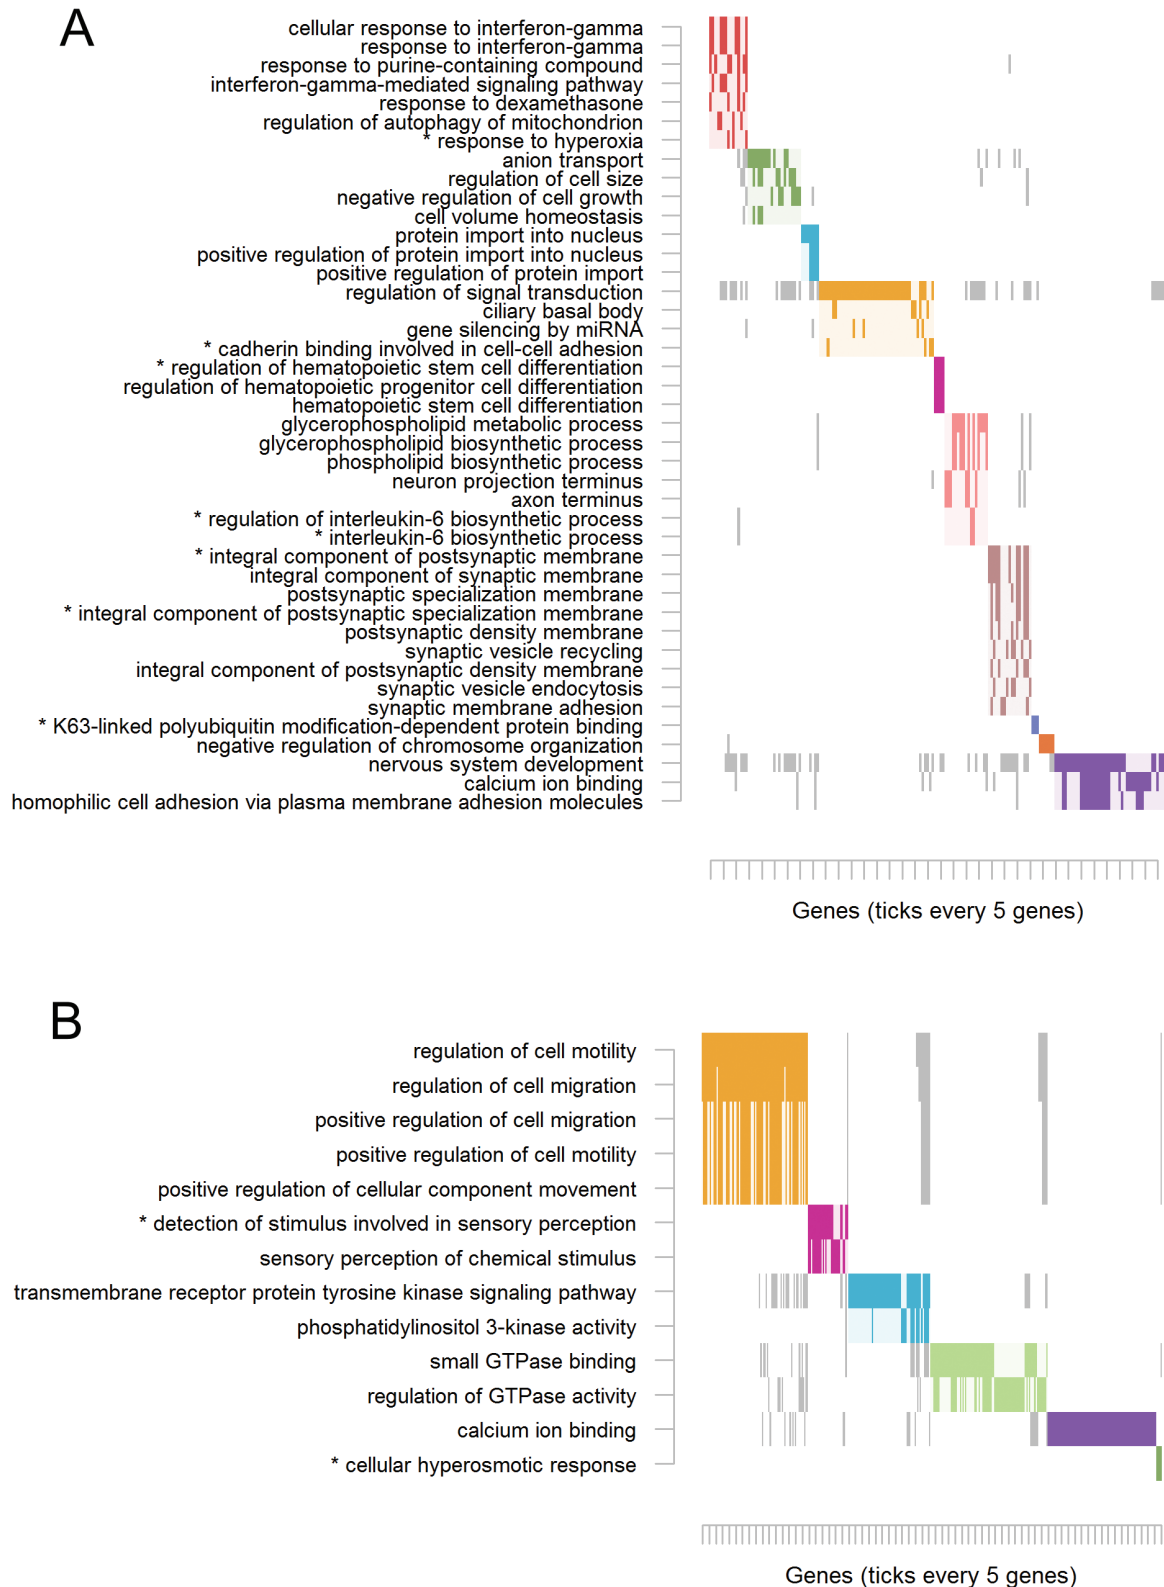 A
cellular response to interferon-gamma
response to interferon-gamma
response to purine-containing compound
interferon-gamma-mediated signaling pathway
response to dexamethasone
regulation of autophagy of mitochondrion
* response to hyperoxia
anion transport
regulation of cell size
negative regulation of cell growth
cell volume homeostasis
protein import into nucleus
positive regulation of protein import into nucleus
positive regulation of protein import
regulation of signal transduction
ciliary basal body
gene silencing by miRNA
* cadherin binding involved in cell-cell adhesion
* regulation of hematopoietic stem cell differentiation
regulation of hematopoietic progenitor cell differentiation
hematopoietic stem cell differentiation
glycerophospholipid metabolic process
glycerophospholipid biosynthetic process
phospholipid biosynthetic process
neuron projection terminus
axon terminus
* regulation of interleukin-6 biosynthetic process
* interleukin-6 biosynthetic process
* integral component of postsynaptic membrane
integral component of synaptic membrane
postsynaptic specialization membrane
* integral component of postsynaptic specialization membrane
postsynaptic density membrane
synaptic vesicle recycling
integral component of postsynaptic density membrane
synaptic vesicle endocytosis
synaptic membrane adhesion
* K63-linked polyubiquitin modification-dependent protein binding
negative regulation of chromosome organization
nervous system development
calcium ion binding
homophilic cell adhesion via plasma membrane adhesion molecules
Genes (ticks every 5 genes)
B
regulation of cell motility
regulation of cell migration
positive regulation of cell migration
positive regulation of cell motility
positive regulation of cellular component movement
* detection of stimulus involved in sensory perception
sensory perception of chemical stimulus
transmembrane receptor protein tyrosine kinase signaling pathway
phosphatidylinositol 3-kinase activity
small GTPase binding
regulation of GTPase activity
calcium ion binding
* cellular hyperosmotic response
Genes (ticks every 5 genes)